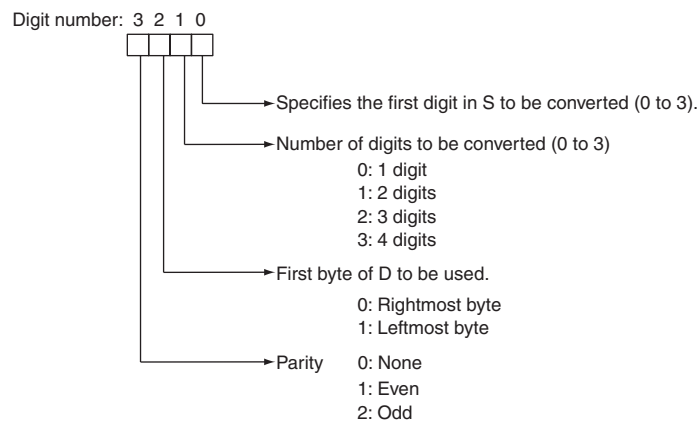 Digit number: 3 2 1 0
Specifies the first digit in S to be converted (0 to 3).
Number of digits to be converted (0 to 3)
0: 1 digit
1: 2 digits
2: 3 digits
3: 4 digits
First byte of D to be used.
0: Rightmost byte
1: Leftmost byte
Parity 0: None
1: Even
2: Odd